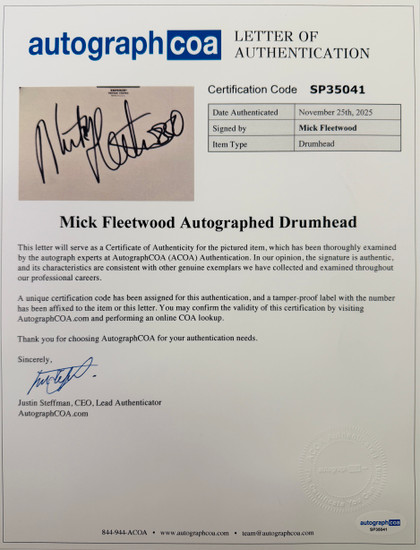 autographcoa
LETTER OF
AUTHENTICATION
Certification Code SP35041
Date Authenticated November 25th, 2025
Signed by Mick Fleetwood
Item Type Drumhead
Mick Fleetwood
Mick Fleetwood Autographed Drumhead
This letter will serve as a Certificate of Authenticity for the pictured item, which has been thoroughly examined
by the autograph experts at AutographCOA (ACOA) Authentication. In our opinion, the signature is authentic,
and its characteristics are consistent with other genuine exemplars we have collected and examined throughout
our professional careers.
A unique certification code has been assigned for this authentication, and a tamper-proof label with the number
has been affixed to the item or this letter. You may confirm the validity of this certification by visiting
AutographCOA.com and performing an online COA lookup.
Thank you for choosing AutographCOA for your authentication needs.
Sincerely,
Justin Steffman, CEO, Lead Authenticator
AutographCOA.com
autographcoa
autographcoa
SP35041
844-944-ACOA • www.autographcoa.com • team@autographcoa.com